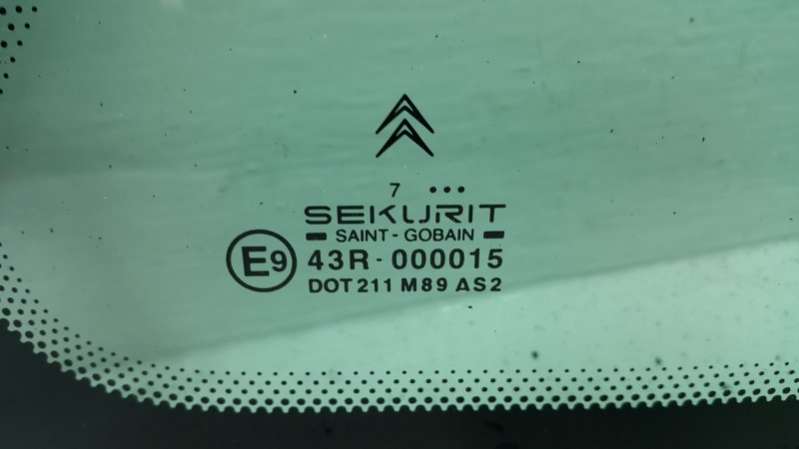 7 •••
SEKURIT
SAINT-GOBAIN
E9 43R-000015
DOT 211 M89 AS2